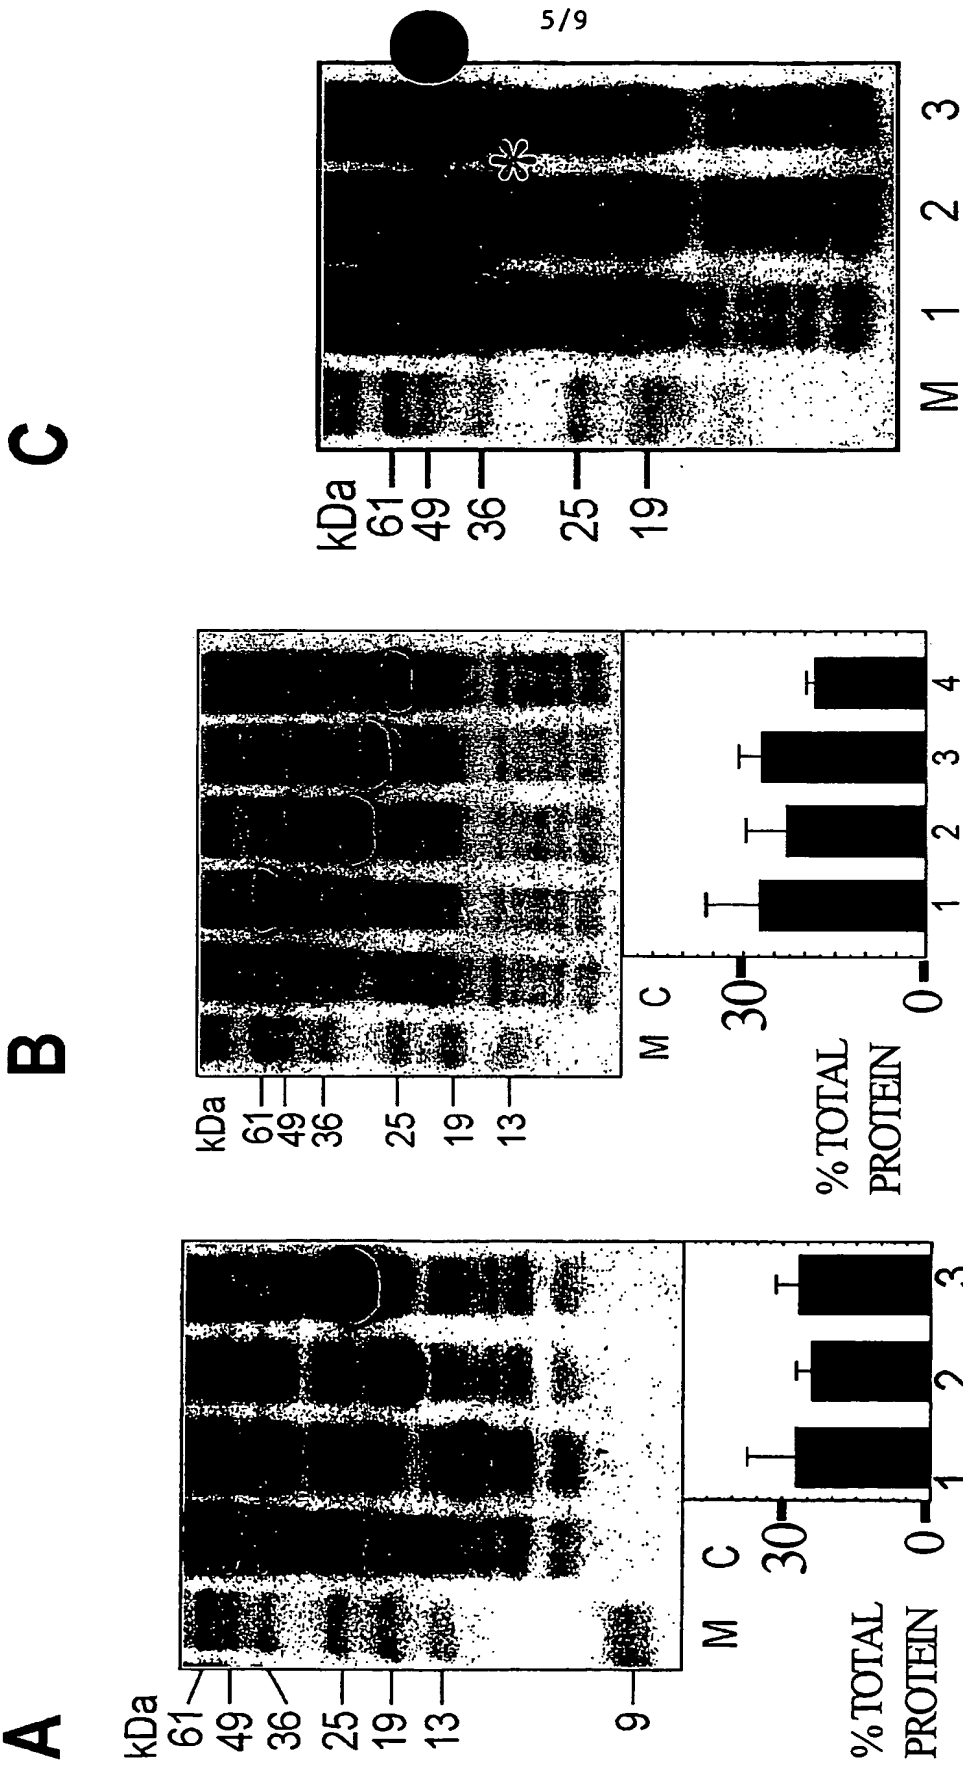 5/9
A
kDa
61
49
36
25
19
13
9
M C
30
0
% TOTAL
PROTEIN
1 2 3
B
kDa
61
49
36
25
19
13
M C
30
0
% TOTAL
PROTEIN
1 2 3 4
C
kDa
61
49
36
25
19
M 1 2 3